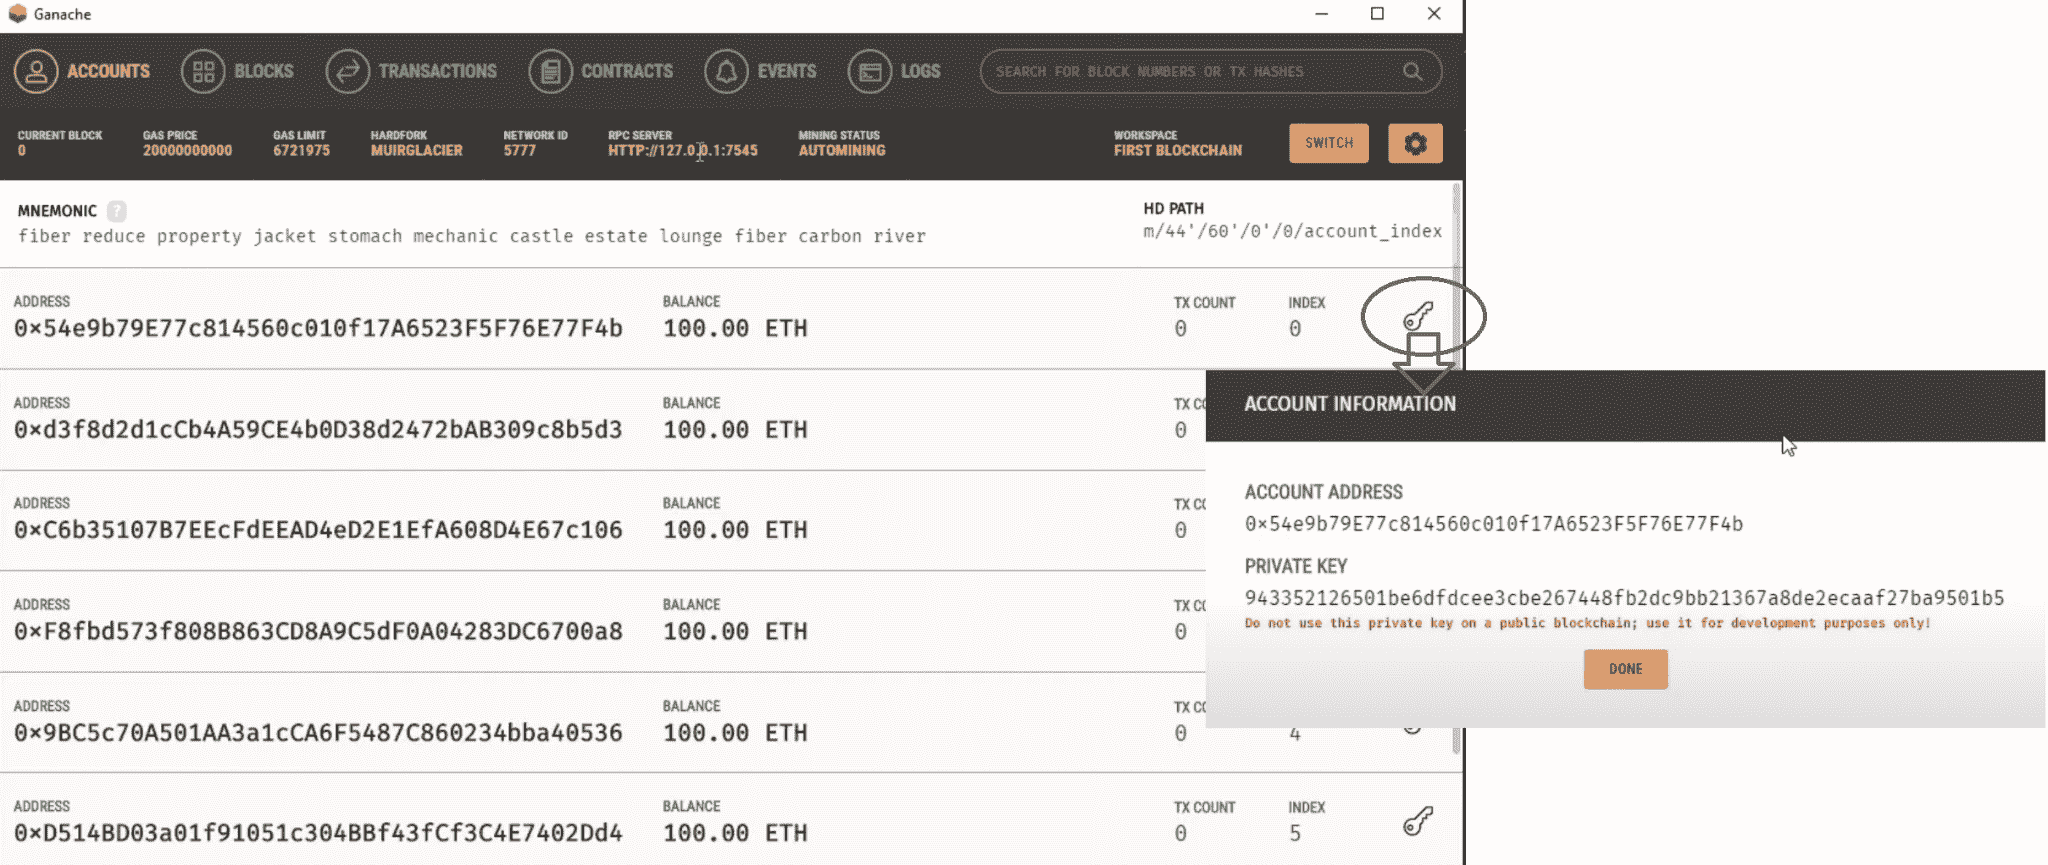 Ganache
ACCOUNTS BLOCKS TRANSACTIONS CONTRACTS EVENTS LOGS SEARCH FOR BLOCK NUMBERS OR TX HASHES
CURRENT BLOCK GAS PRICE GAS LIMIT HARDFORK NETWORK ID RPC SERVER MINING STATUS WORKSPACE
0 20000000000 6721975 MUIRGLACIER 5777 HTTP://127.0.0.1:7545 AUTOMINING FIRST BLOCKCHAIN SWITCH
MNEMONIC ? HD PATH
fiber reduce property jacket stomach mechanic castle estate lounge fiber carbon river m/44'/60'/0'/0/account_index
ADDRESS BALANCE TX COUNT INDEX
0×54e9b79E77c814560c010f17A6523F5F76E77F4b 100.00 ETH 0 0
ADDRESS BALANCE TX CO
0×d3f8d2d1cCb4A59CE4b0D38d2472bAB309c8b5d3 100.00 ETH 0
ADDRESS BALANCE TX CO
0×C6b35107B7EEcFdEEAD4eD2E1EfA608D4E67c106 100.00 ETH 0
ADDRESS BALANCE TX CO
0×F8fbd573f808B863CD8A9C5dF0A04283DC6700a8 100.00 ETH 0
ADDRESS BALANCE TX CO
0×9BC5c70A501AA3a1cCA6F5487C860234bba40536 100.00 ETH 0 4
ADDRESS BALANCE TX COUNT INDEX
0×D514BD03a01f91051c304BBf43fCf3C4E7402Dd4 100.00 ETH 0 5
ACCOUNT INFORMATION
ACCOUNT ADDRESS
0×54e9b79E77c814560c010f17A6523F5F76E77F4b
PRIVATE KEY
943352126501be6dfdcee3cbe267448fb2dc9bb21367a8de2ecaaf27ba9501b5
Do not use this private key on a public blockchain; use it for development purposes only!
DONE